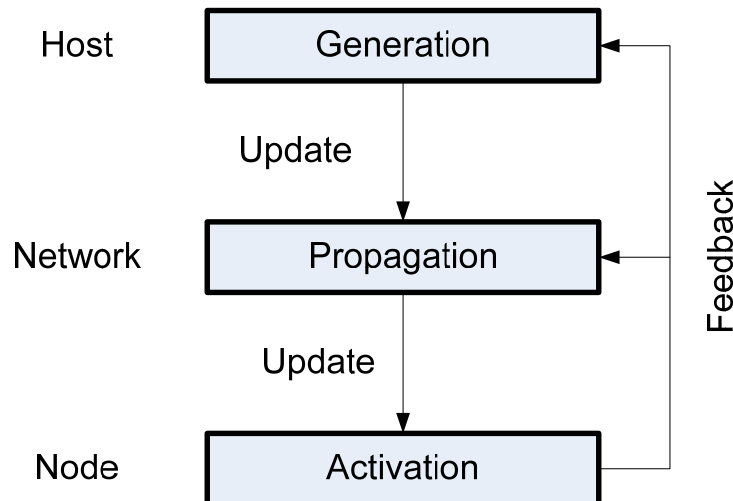 Host
Generation
Update
Network
Propagation
Feedback
Update
Node
Activation